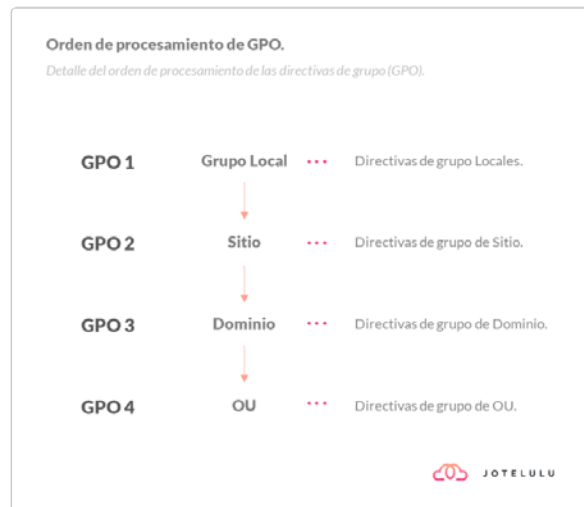 Orden de procesamiento de GPO.
Detalle del orden de procesamiento de las directivas de grupo (GPO).
GPO 1 Grupo Local ••• Directivas de grupo Locales.
GPO 2 Sitio ••• Directivas de grupo de Sitio.
GPO 3 Dominio ••• Directivas de grupo de Dominio.
GPO 4 OU ••• Directivas de grupo de OU.
JOTELULU